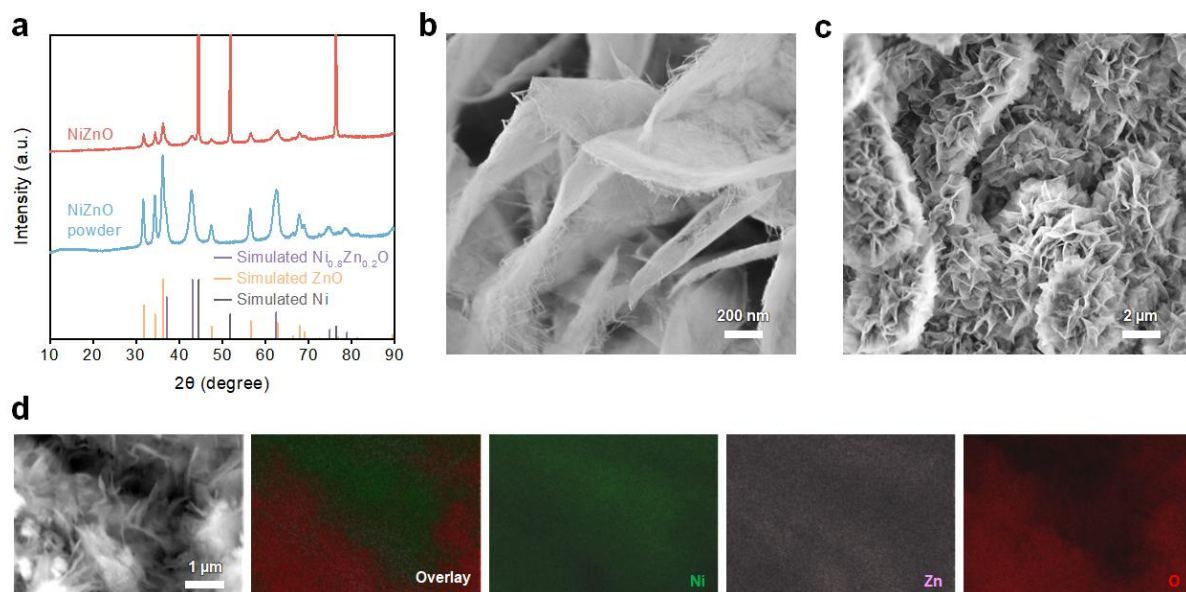 a
b
c
NiZnO
NiZnO
powder
Simulated Ni₀.₈Zn₀.₂O
Simulated ZnO
Simulated Ni
Intensity (a.u.)
10 20 30 40 50 60 70 80 90
2θ (degree)
200 nm
2 µm
d
1 µm
Overlay
Ni
Zn
O